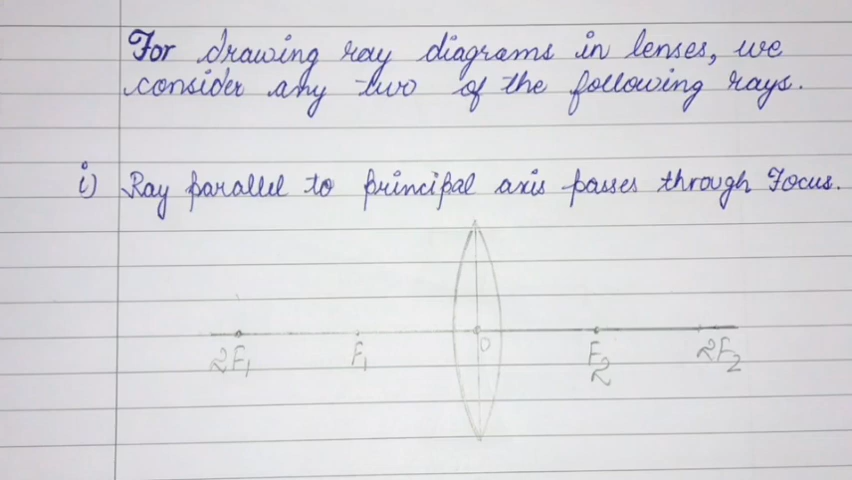 For drawing ray diagrams in lenses, we
consider any two of the following rays.
i) Ray parallel to principal axis passes through Focus.
2F₁ F₁ O F₂ 2F₂